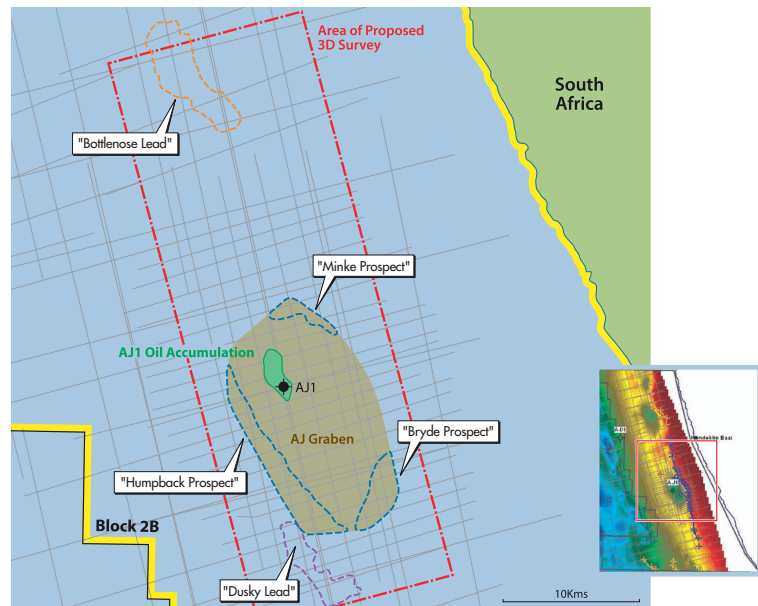 Area of Proposed
3D Survey
South
Africa
"Bottlenose Lead"
"Minke Prospect"
AJ1 Oil Accumulation
AJ1
AJ Graben
"Bryde Prospect"
"Humpback Prospect"
Block 2B
"Dusky Lead"
10Kms